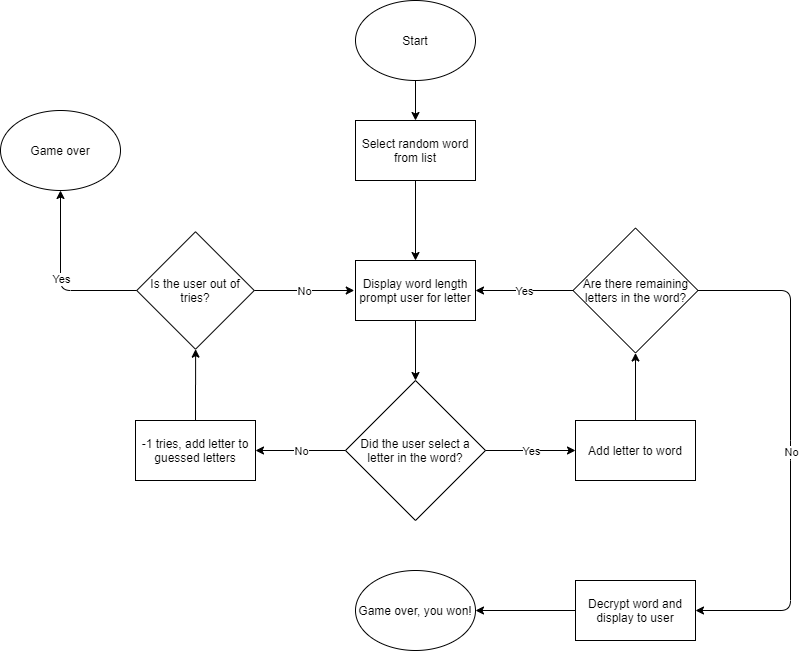 Start
Select random word
from list
Game over
Yes
Is the user out of
tries?
No
Display word length
prompt user for letter
Yes
Are there remaining
letters in the word?
No
-1 tries, add letter to
guessed letters
No
Did the user select a
letter in the word?
Yes
Add letter to word
Game over, you won!
Decrypt word and
display to user